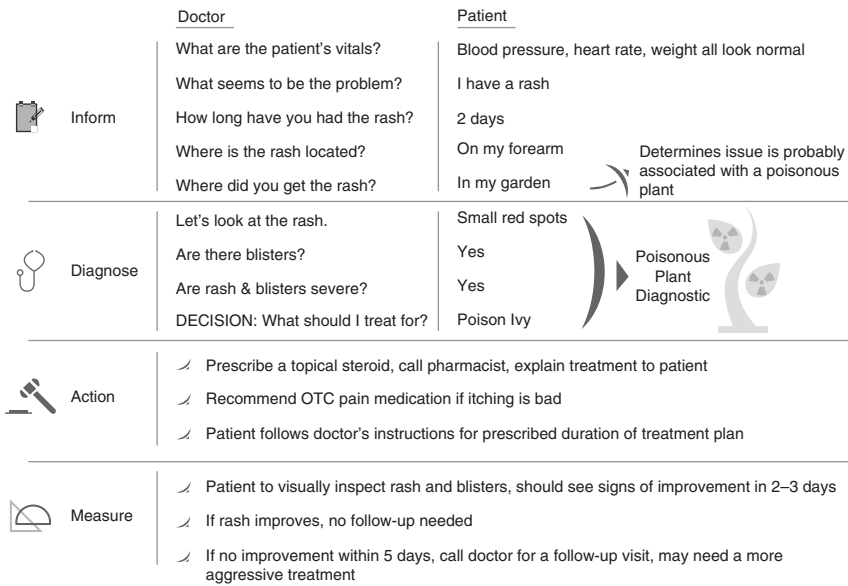 Doctor
Patient
What are the patient's vitals?
Blood pressure, heart rate, weight all look normal
What seems to be the problem?
I have a rash
Inform
How long have you had the rash?
2 days
Where is the rash located?
On my forearm
Where did you get the rash?
In my garden
Determines issue is probably
associated with a poisonous
plant
Let's look at the rash.
Small red spots
Diagnose
Are there blisters?
Yes
Are rash & blisters severe?
Yes
DECISION: What should I treat for?
Poison Ivy
Poisonous
Plant
Diagnostic
Action
Prescribe a topical steroid, call pharmacist, explain treatment to patient
Recommend OTC pain medication if itching is bad
Patient follows doctor's instructions for prescribed duration of treatment plan
Measure
Patient to visually inspect rash and blisters, should see signs of improvement in 2–3 days
If rash improves, no follow-up needed
If no improvement within 5 days, call doctor for a follow-up visit, may need a more
aggressive treatment